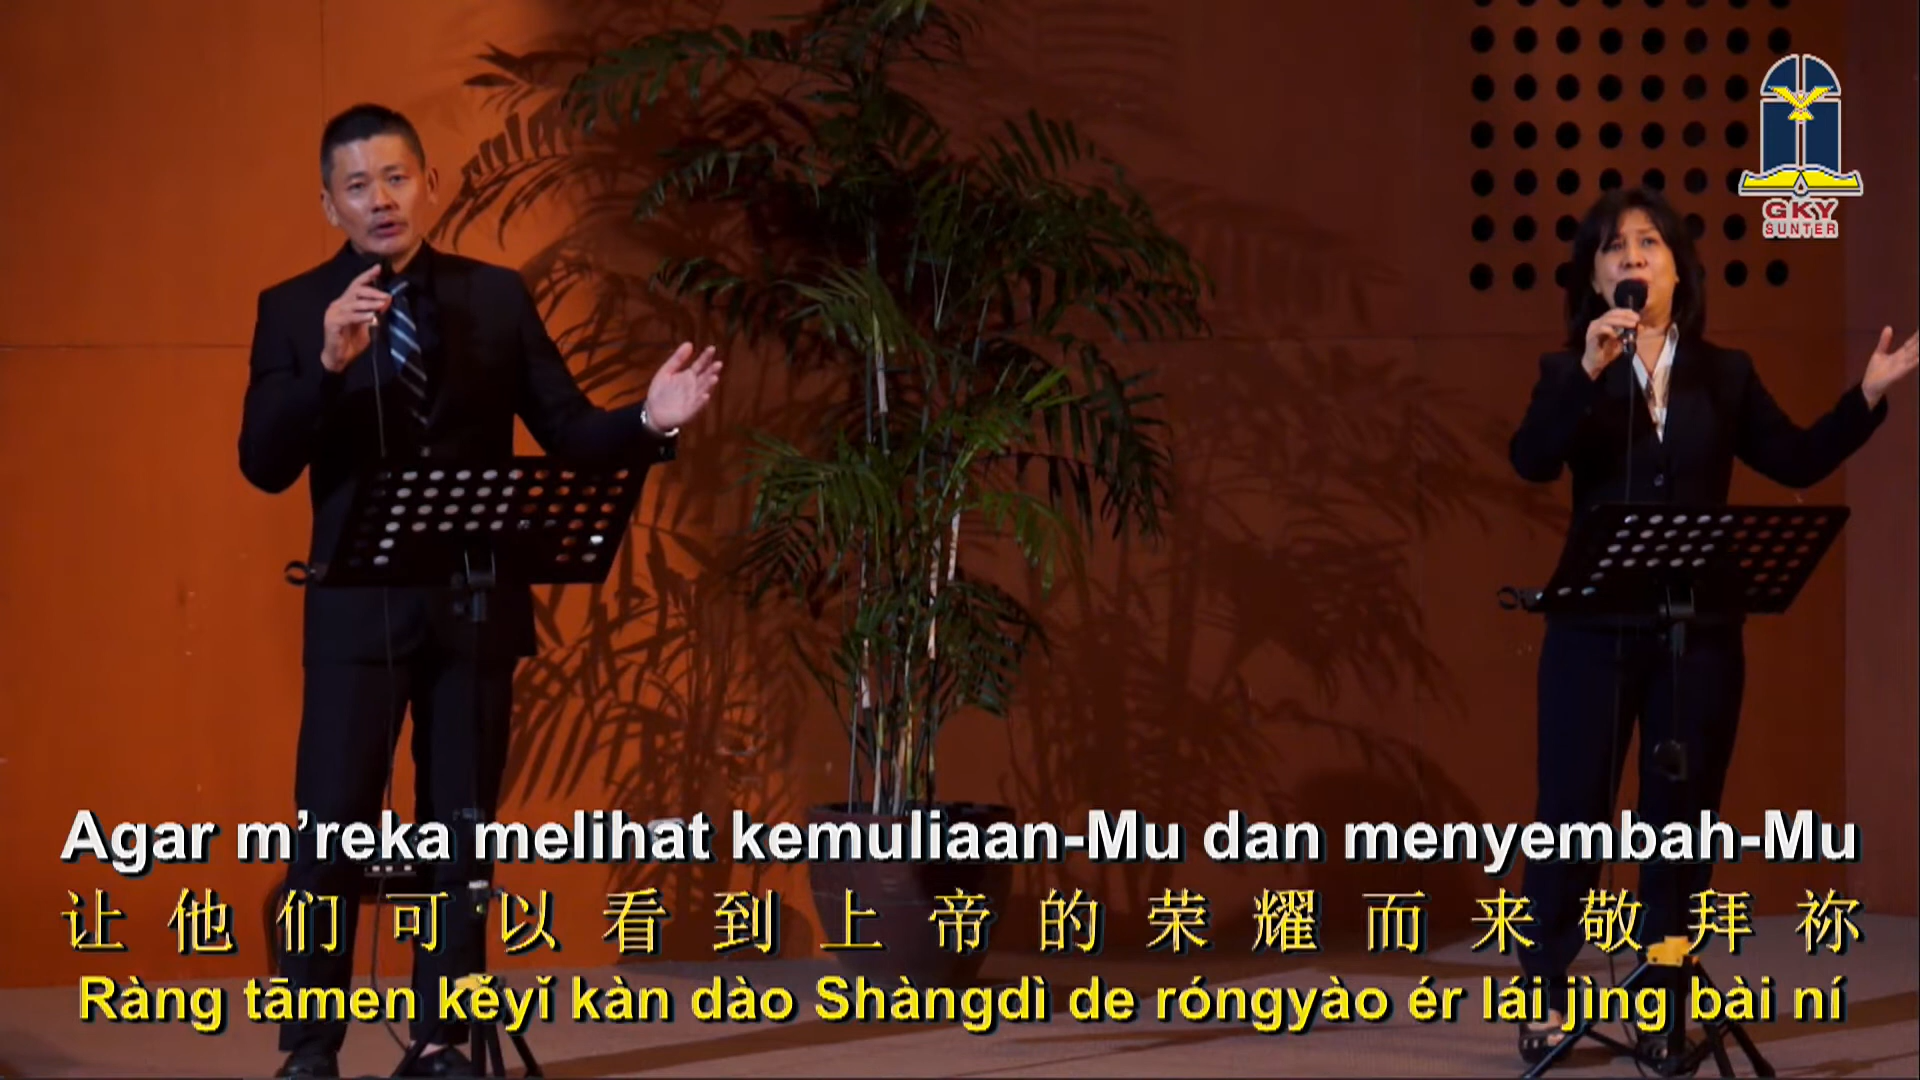 GKY
SUNTER
Agar m’reka melihat kemuliaan-Mu dan menyembah-Mu
让他们可以看到上帝的荣耀而来敬拜祢
Ràng tāmen kěyǐ kàn dào Shàngdì de róngyào ér lái jìng bài ní